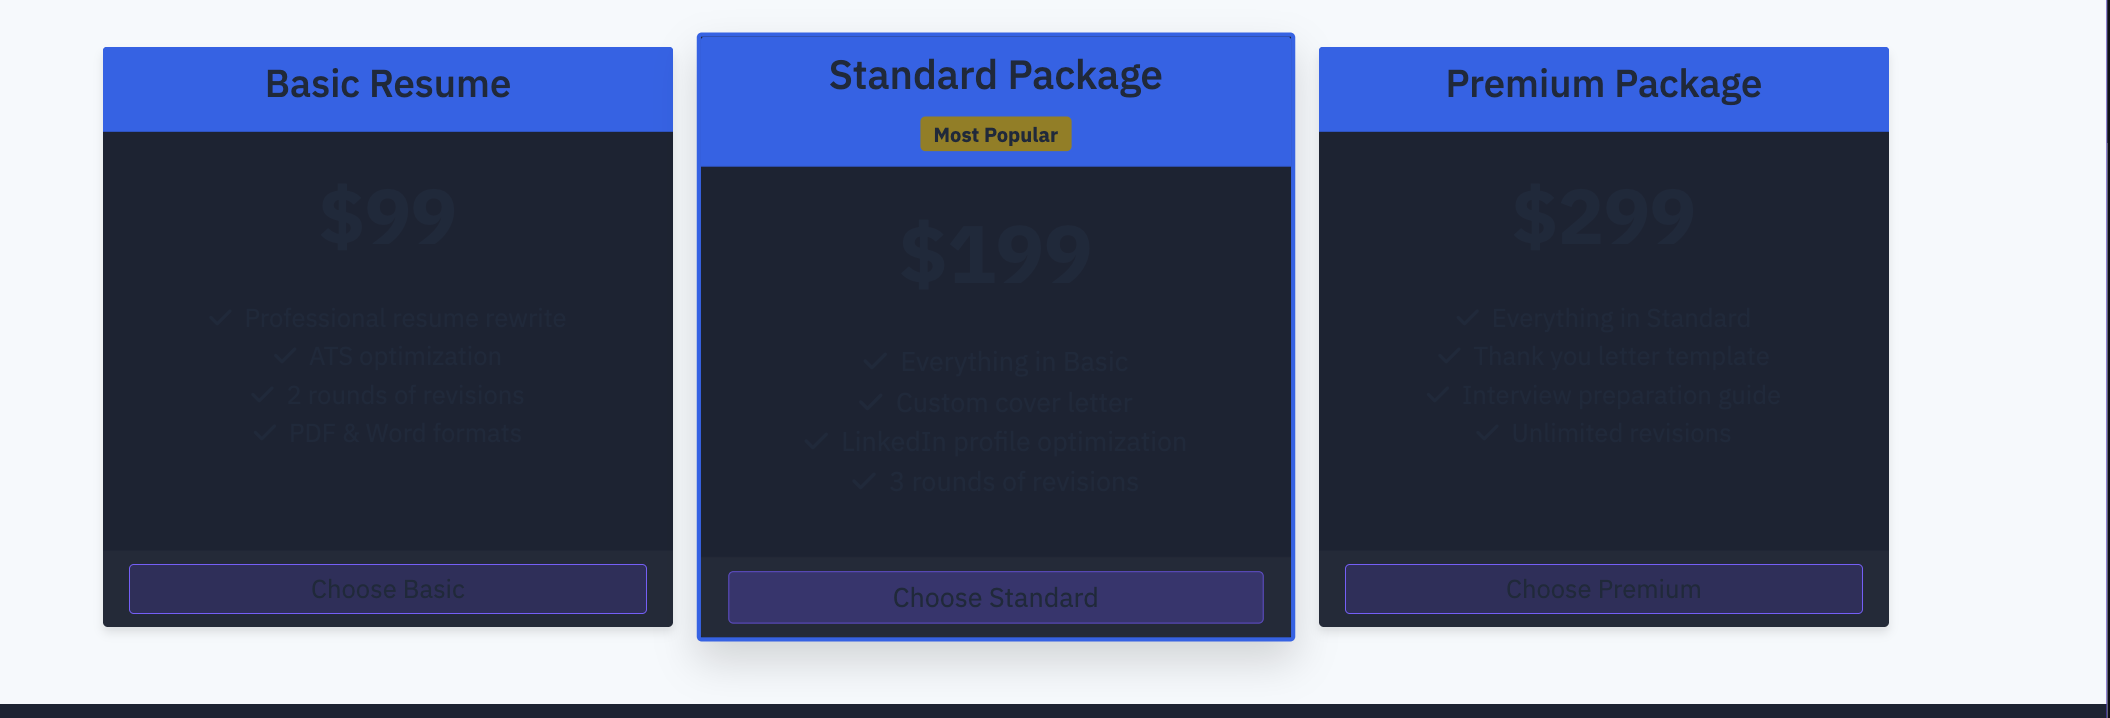 Basic Resume
$99
Professional resume rewrite
ATS optimization
2 rounds of revisions
PDF & Word formats
Choose Basic
Standard Package
Most Popular
$199
Everything in Basic
Custom cover letter
LinkedIn profile optimization
3 rounds of revisions
Choose Standard
Premium Package
$299
Everything in Standard
Thank you letter template
Interview preparation guide
Unlimited revisions
Choose Premium